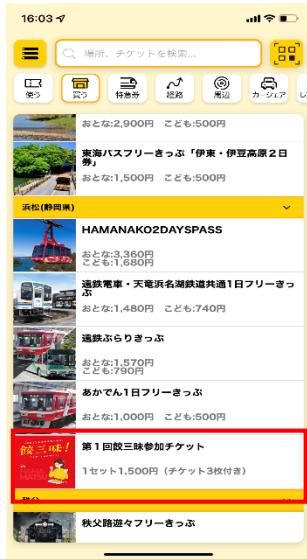 16:03
場所、チケットを検索...
使う
買う
特急券
経路
周辺
カーシェア
レ
おとな:2,900円 こども:500円
東海バスフリーきっぷ「伊東・伊豆高原2日
券」
おとな:1,500円 こども:500円
浜松(静岡県)
HAMANAKO2DAYSPASS
おとな:3,360円
こども:1,680円
遠鉄電車・天竜浜名湖鉄道共通1日フリーきっ
ぷ
おとな:1,480円 こども:740円
遠鉄ぶらりきっぷ
おとな:1,570円
こども:790円
あかでん1日フリーきっぷ
おとな:1,000円 こども:500円
餃三味!
HAMA
MATSU
第1回餃三昧参加チケット
1セット1,500円(チケット3枚付き)
秩父
秩父路遊々フリーきっぷ